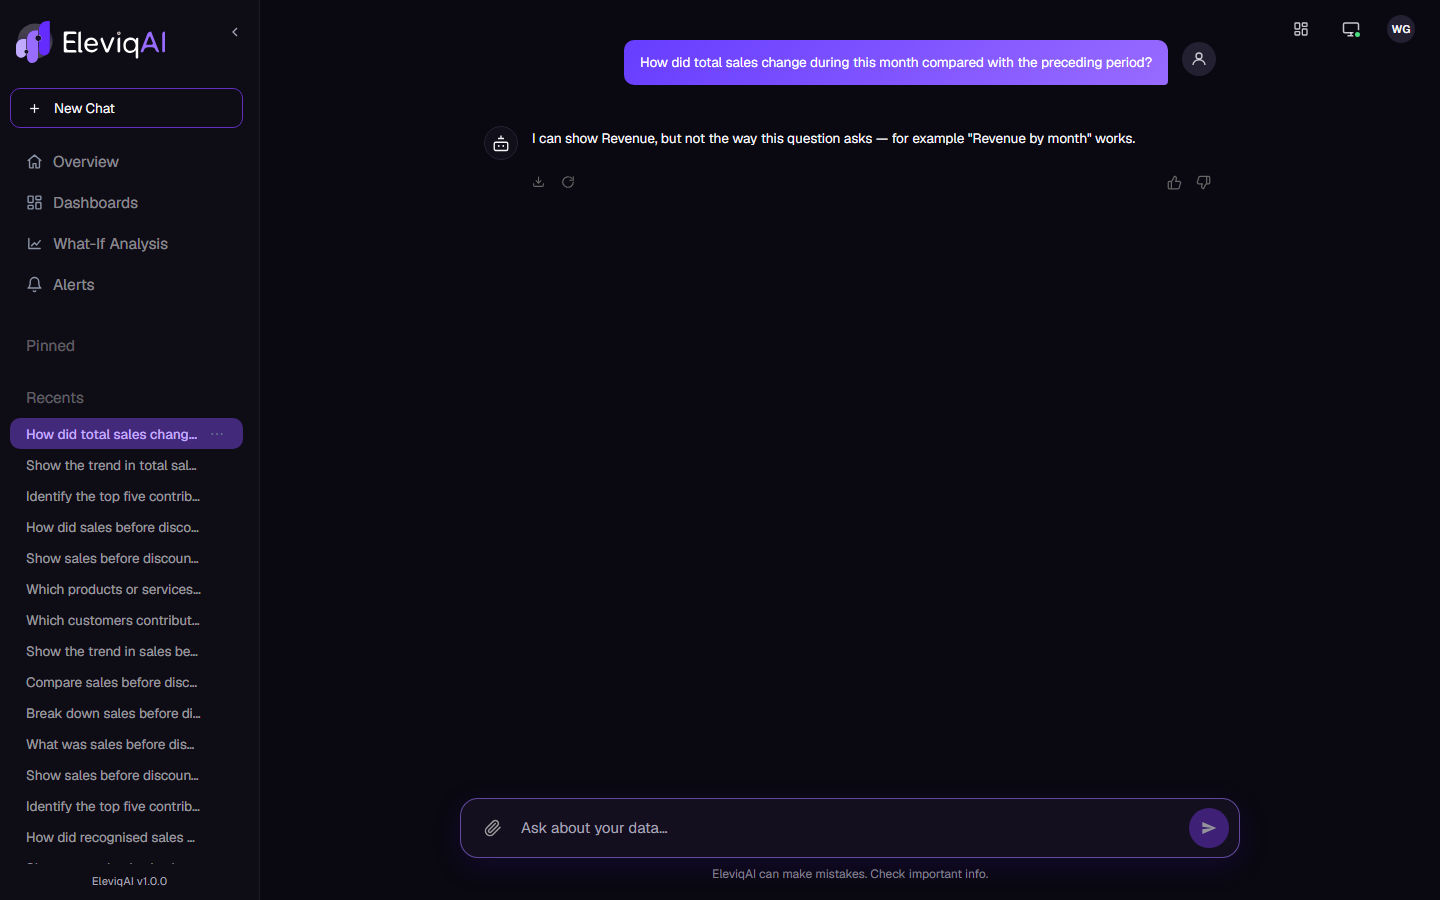 EleviqAI
New Chat
Overview
Dashboards
What-If Analysis
Alerts
Pinned
Recents
How did total sales chang...
Show the trend in total sal...
Identify the top five contrib...
How did sales before disco...
Show sales before discoun...
Which products or services...
Which customers contribut...
Show the trend in sales be...
Compare sales before disc...
Break down sales before di...
What was sales before dis...
Show sales before discoun...
Identify the top five contrib...
How did recognised sales ...
EleviqAI v1.0.0
WG
How did total sales change during this month compared with the preceding period?
I can show Revenue, but not the way this question asks — for example "Revenue by month" works.
Ask about your data...
EleviqAI can make mistakes. Check important info.